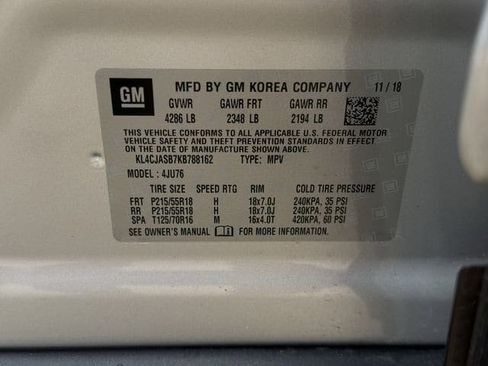 GM
MFD BY GM KOREA COMPANY 11/18
GVWR GAWR FRT GAWR RR
4286 LB 2348 LB 2194 LB
THIS VEHICLE CONFORMS TO ALL APPLICABLE U.S. FEDERAL MOTOR
VEHICLE SAFETY, BUMPER, AND THEFT PREVENTION STANDARDS IN EFFECT
ON THE DATE OF MANUFACTURE SHOWN ABOVE.
KL4CJASB7KB788162 TYPE: MPV
MODEL: 4JU76
TIRE SIZE SPEED RTG RIM COLD TIRE PRESSURE
FRT P215/55R18 H 18x7.0J 240KPA, 35 PSI
RR P215/55R18 H 18x7.0J 240KPA, 35 PSI
SPA T125/70R16 M 16x4.0T 420KPA, 60 PSI
SEE OWNER'S MANUAL FOR MORE INFORMATION.